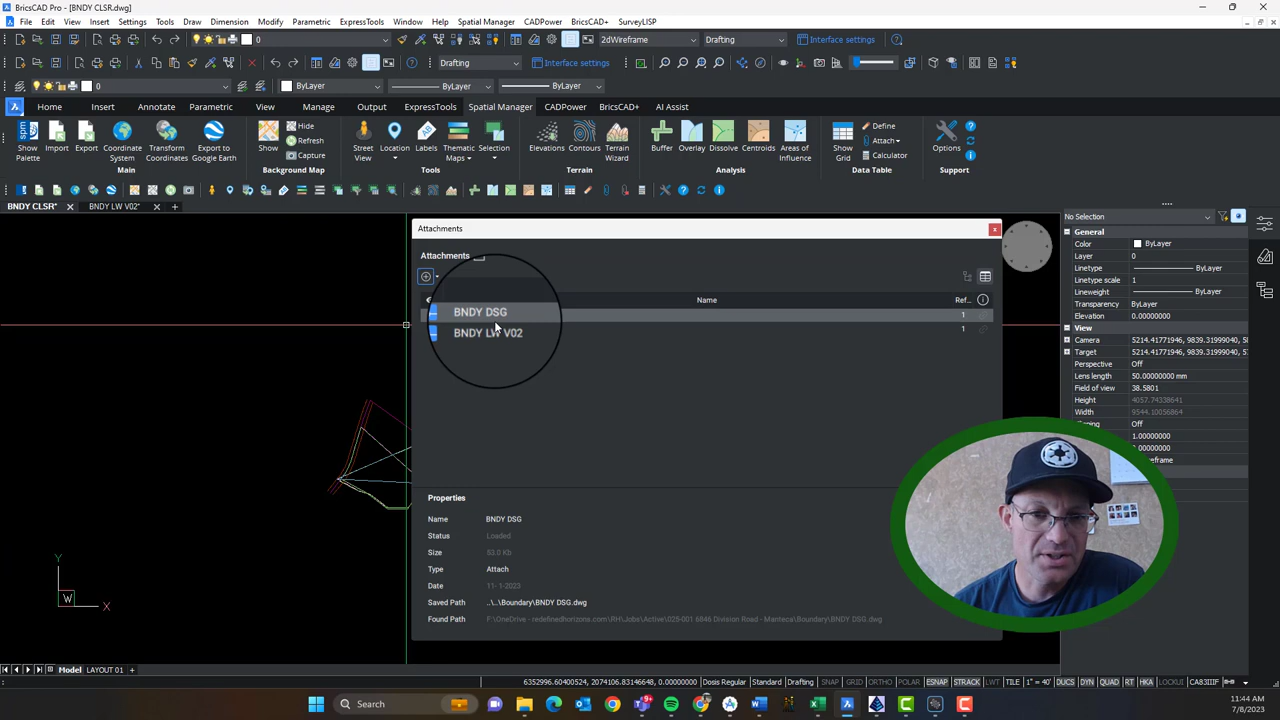 BricsCAD Pro - [BNDY CLSR.dwg]
File Edit View Insert Settings Tools Draw Dimension Modify Parametric ExpressTools Window Help Spatial Manager CADPower BricsCAD+ SurveyLISP
0 2dWireframe Drafting Interface settings
Drafting Interface settings
0 ByLayer ByLayer ByLayer
Home Insert Annotate Parametric View Manage Output ExpressTools Spatial Manager CADPower BricsCAD+ AI Assist
Show Palette Import Export Coordinate System Transform Coordinates Export to Google Earth
Main
Show Hide Refresh Capture
Background Map
Street View Location Labels Thematic Maps Selection
Tools
Elevations Contours Terrain Wizard
Terrain
Buffer Overlay Dissolve Centroids Areas of Influence
Analysis
Show Grid Define Attach Calculator
Data Table
Options
Support
BNDY CLSR* BNDY LW V02*
Attachments
Attachments
Name Ref...
BNDY DSG 1
BNDY LW V02 1
Properties
Name BNDY DSG
Status Loaded
Size 53.0 Kb
Type Attach
Date 11- 1-2023
Saved Path ..\..\Boundary\BNDY DSG.dwg
Found Path F:\OneDrive - redefinedhorizons.com\RH\Jobs\Active\025-001 6846 Division Road - Manteca\Boundary\BNDY DSG.dwg
No Selection
General
Color ByLayer
Layer 0
Linetype ByLayer
Linetype scale 1
Lineweight ByLayer
Transparency ByLayer
Elevation 0.00000000
View
Camera 5214.41771946, 9839.31999040, 5
Target 5214.41771946, 9839.31999040, 57
Perspective Off
Lens length 50.00000000 mm
Field of view 38.5801
Height 4057.74338641
Width 9544.10056864
Off
1.00000000
0.00000000
Y
W X
Model LAYOUT 01 +
:
6352996.60400524, 2074106.83146648, 0.00000000 Dosis Regular Standard Drafting SNAP GRID ORTHO POLAR ESNAP STRACK LWT TILE 1" = 40' DUCS DYN QUAD RT HKA LOCKUI CA83IIIF
Search
11:44 AM
7/8/2023